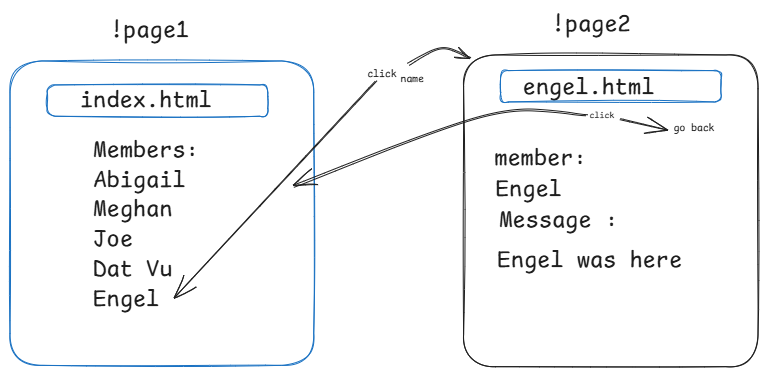 !page1
index.html
Members:
Abigail
Meghan
Joe
Dat Vu
Engel
click name
!page2
engel.html
click
go back
member:
Engel
Message :
Engel was here